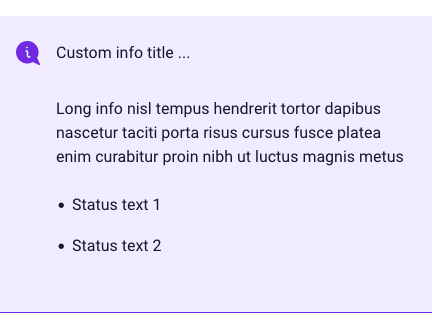 Custom info title ...
Long info nisl tempus hendrerit tortor dapibus
nascetur taciti porta risus cursus fusce platea
enim curabitur proin nibh ut luctus magnis metus
• Status text 1
• Status text 2